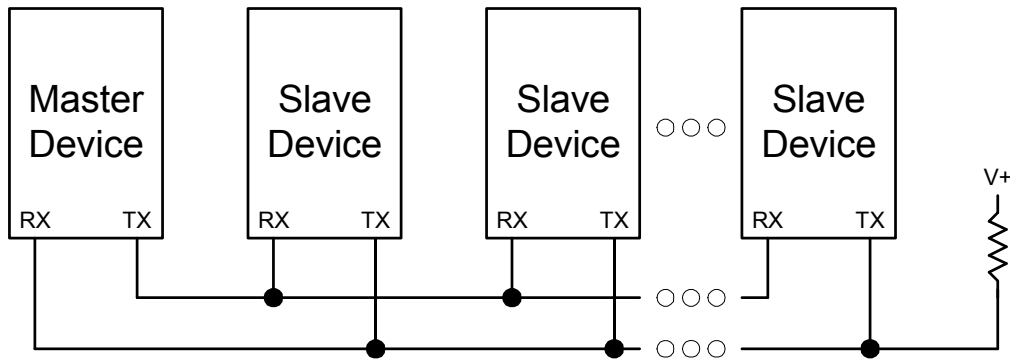 Master
Device
Slave
Device
Slave
Device
Slave
Device
RX TX
RX TX
RX TX
RX TX
V+